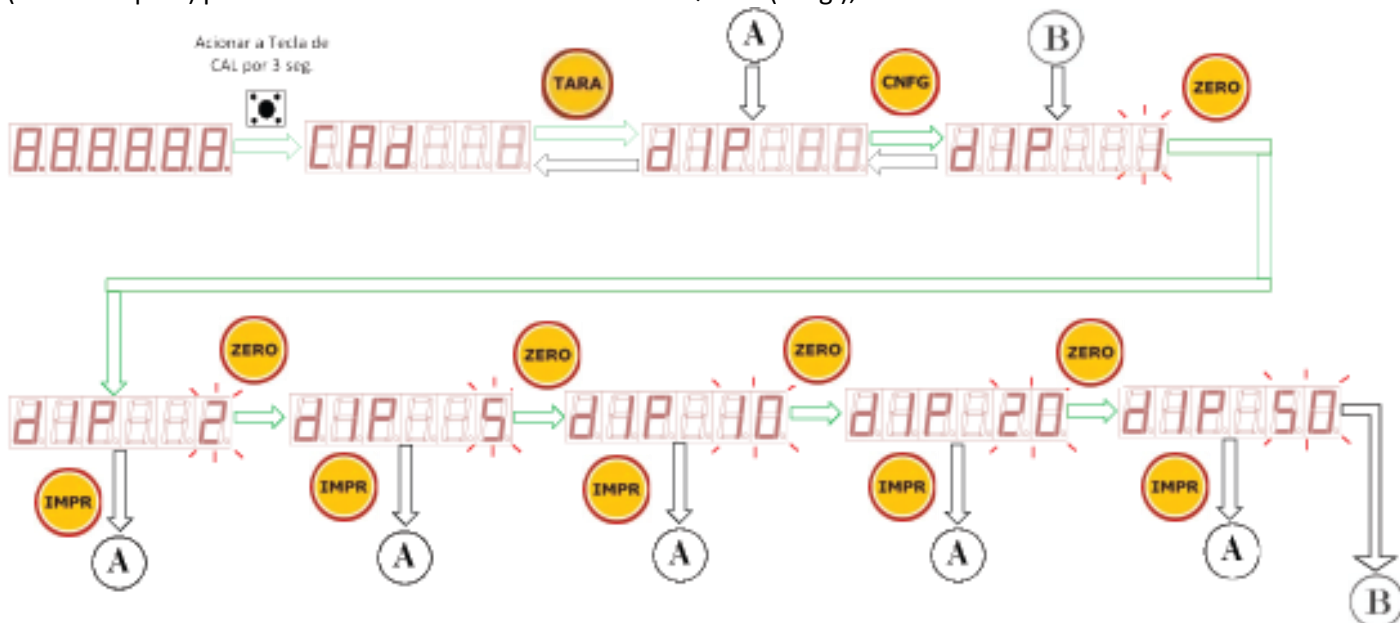 Acionar a Tecla de
CAL por 3 seg.
A
B
TARA
CNFG
ZERO
8.8.8.8.8.8.
CAd
dIP
dIP 1
ZERO
ZERO
ZERO
ZERO
dIP 2
dIP 5
dIP 10
dIP 20
dIP 50
IMPR
IMPR
IMPR
IMPR
IMPR
A
A
A
A
A
B